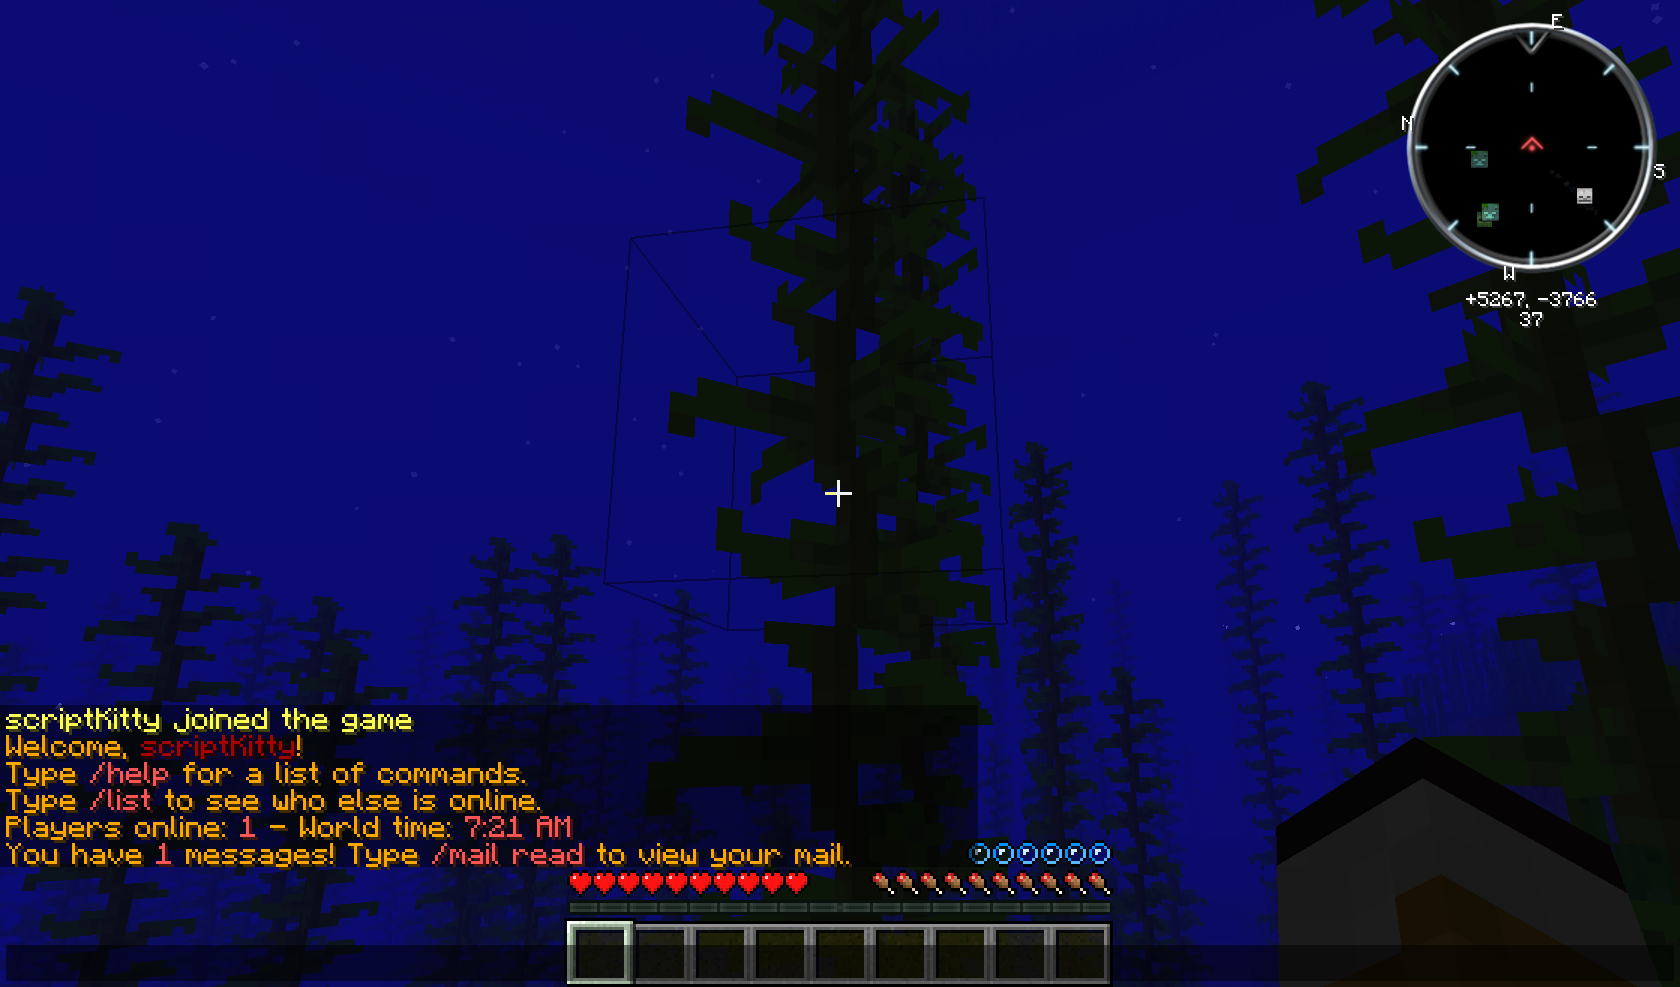 E
N
S
W
+5267, -3766
37
scriptKitty joined the game
Welcome, scriptKitty!
Type /help for a list of commands.
Type /list to see who else is online.
Players online: 1 - World time: 7:21 AM
You have 1 messages! Type /mail read to view your mail.